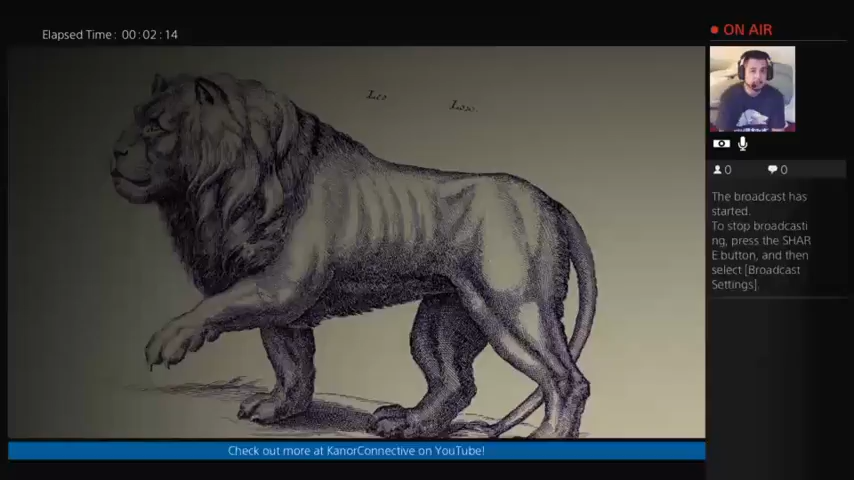 Elapsed Time: 00:02:14
ON AIR
Leo
0
0
The broadcast has
started.
To stop broadcasti
ng, press the SHAR
E button, and then
select [Broadcast
Settings].
Check out more at KanorConnective on YouTube!